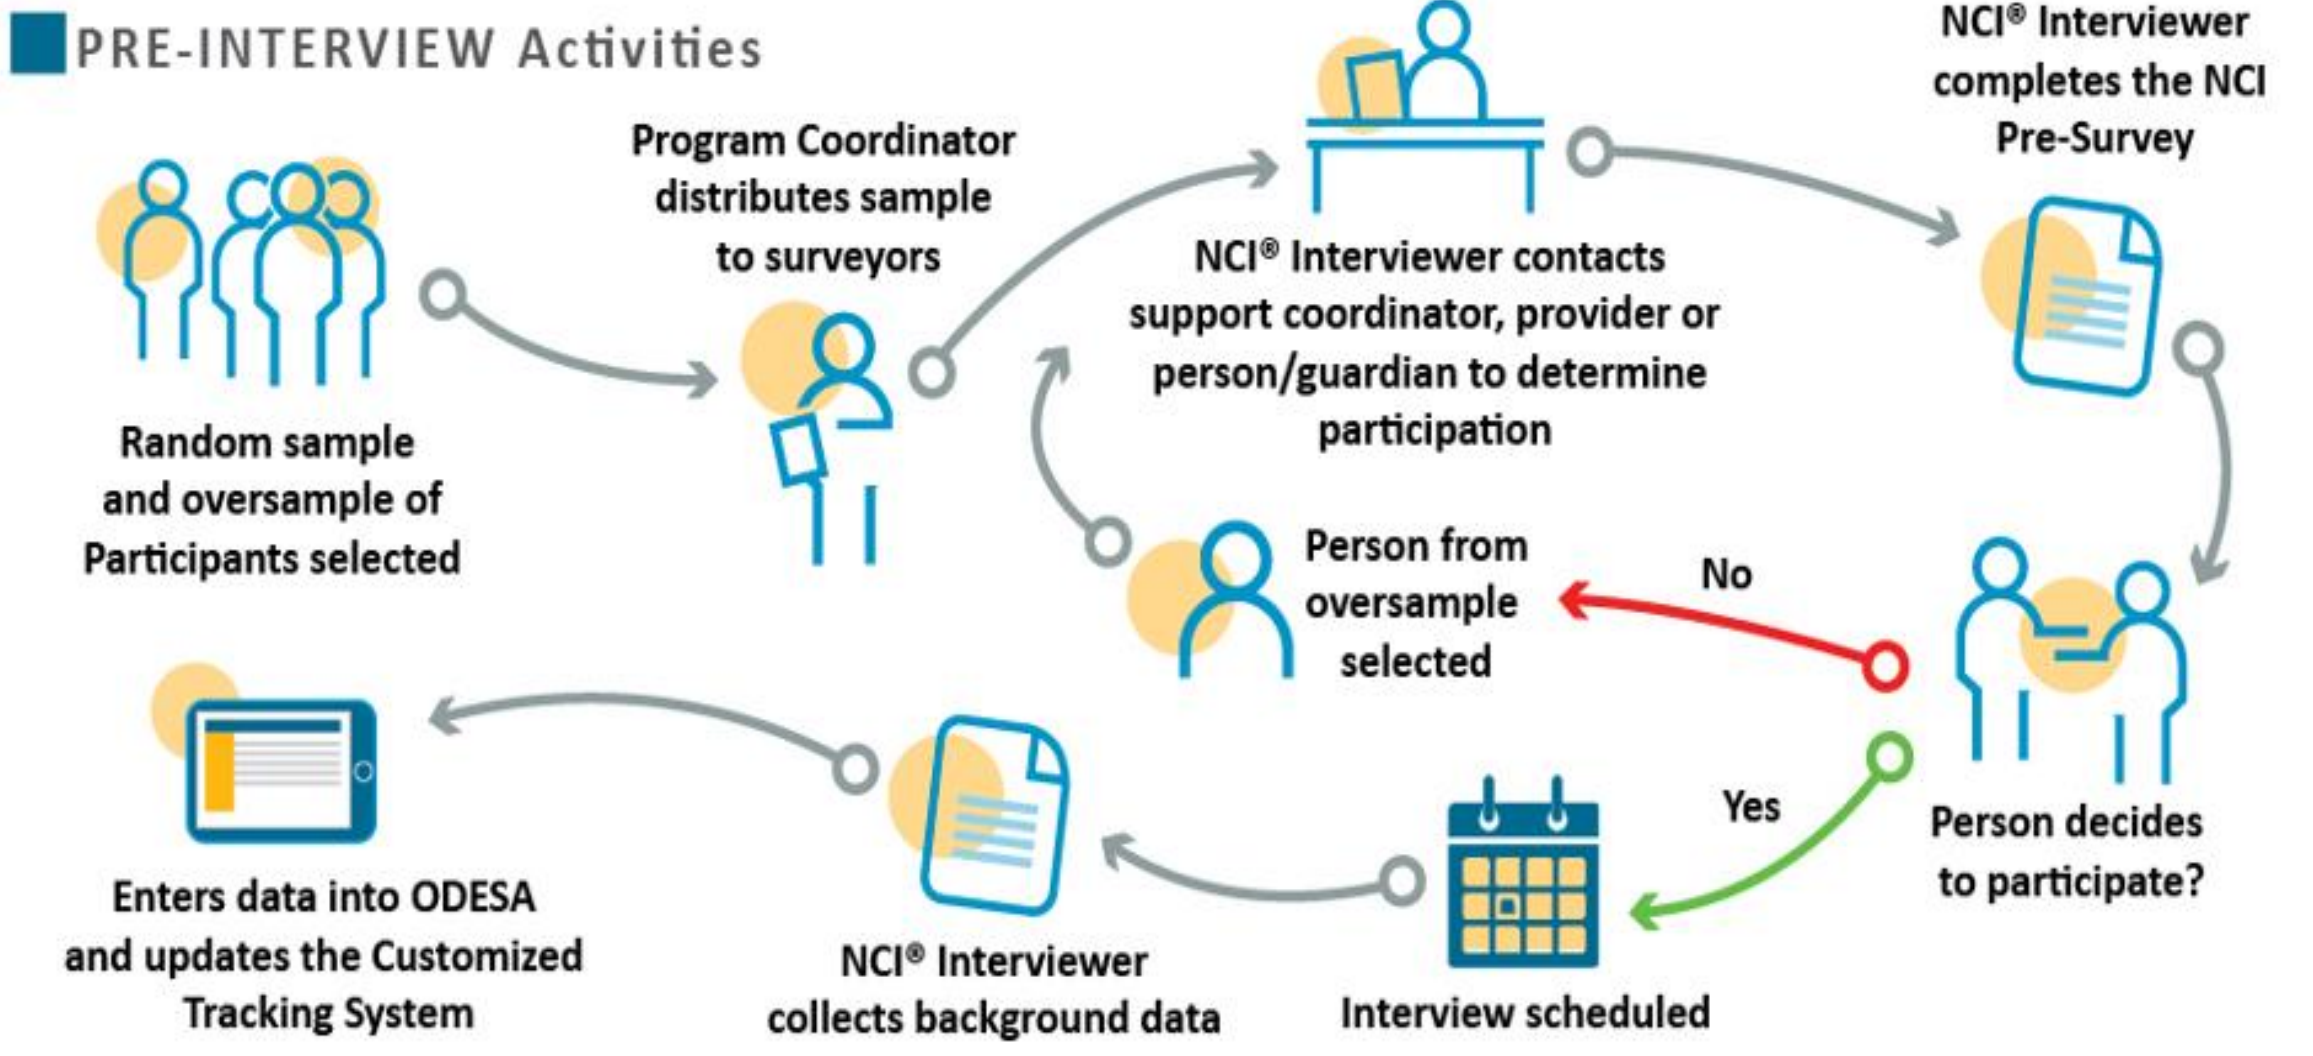 PRE-INTERVIEW Activities
Random sample
and oversample of
Participants selected
Program Coordinator
distributes sample
to surveyors
NCI® Interviewer contacts
support coordinator, provider or
person/guardian to determine
participation
NCI® Interviewer
completes the NCI
Pre-Survey
Person decides
to participate?
No
Person from
oversample
selected
Yes
Interview scheduled
NCI® Interviewer
collects background data
Enters data into ODESA
and updates the Customized
Tracking System